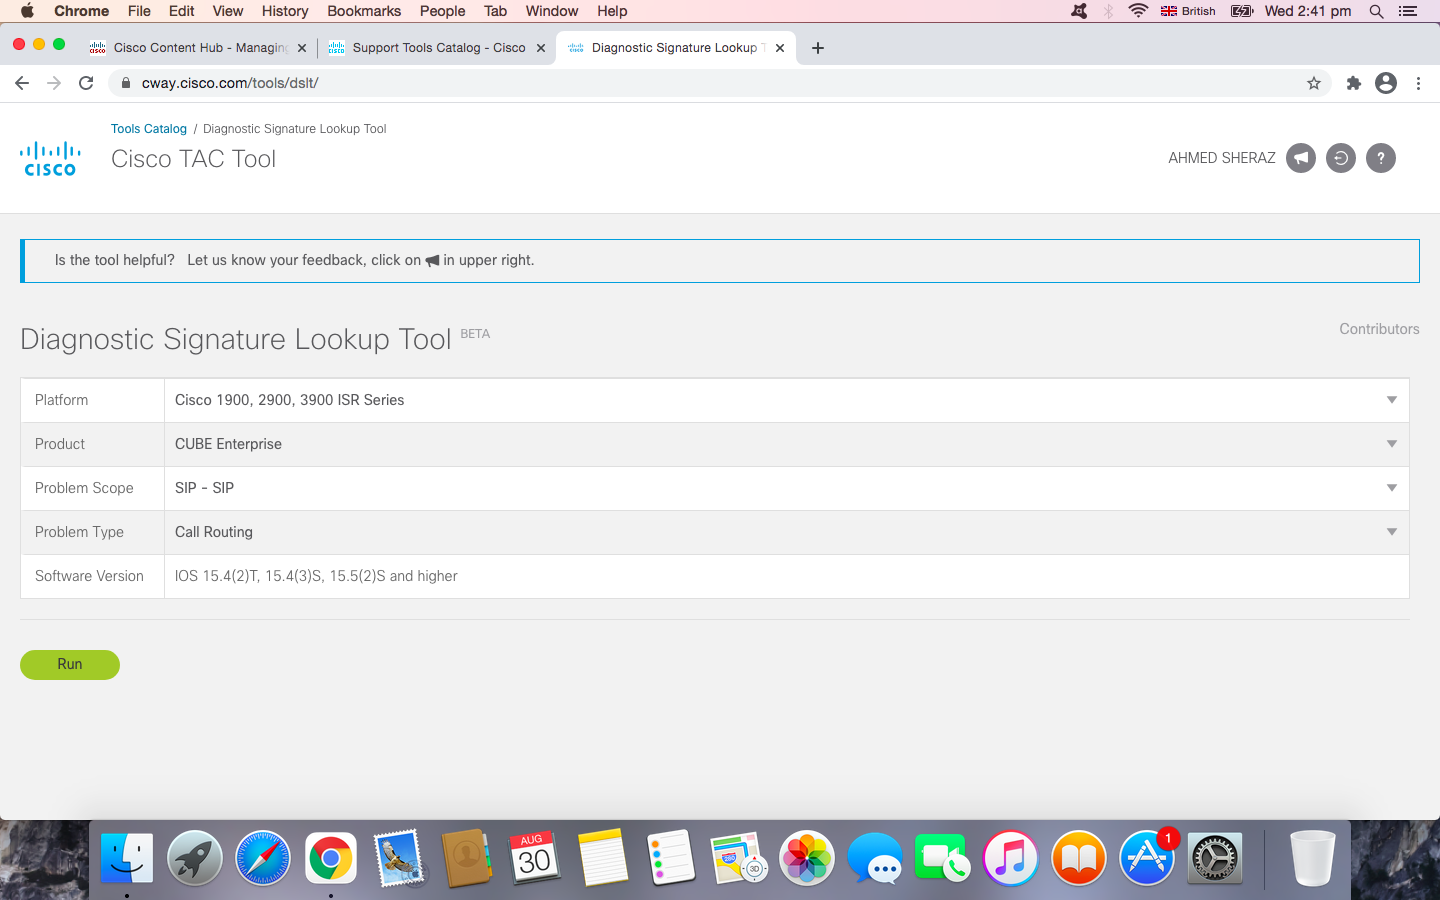 Chrome File Edit View History Bookmarks People Tab Window Help British Wed 2:41 pm
Cisco Content Hub - Managing Support Tools Catalog - Cisco Diagnostic Signature Lookup T
cway.cisco.com/tools/dslt/
Tools Catalog / Diagnostic Signature Lookup Tool
CISCO
Cisco TAC Tool
AHMED SHERAZ ?
Is the tool helpful? Let us know your feedback, click on in upper right.
Diagnostic Signature Lookup Tool BETA
Contributors
Platform Cisco 1900, 2900, 3900 ISR Series
Product CUBE Enterprise
Problem Scope SIP - SIP
Problem Type Call Routing
Software Version IOS 15.4(2)T, 15.4(3)S, 15.5(2)S and higher
Run
AUG
30
280
3D
1